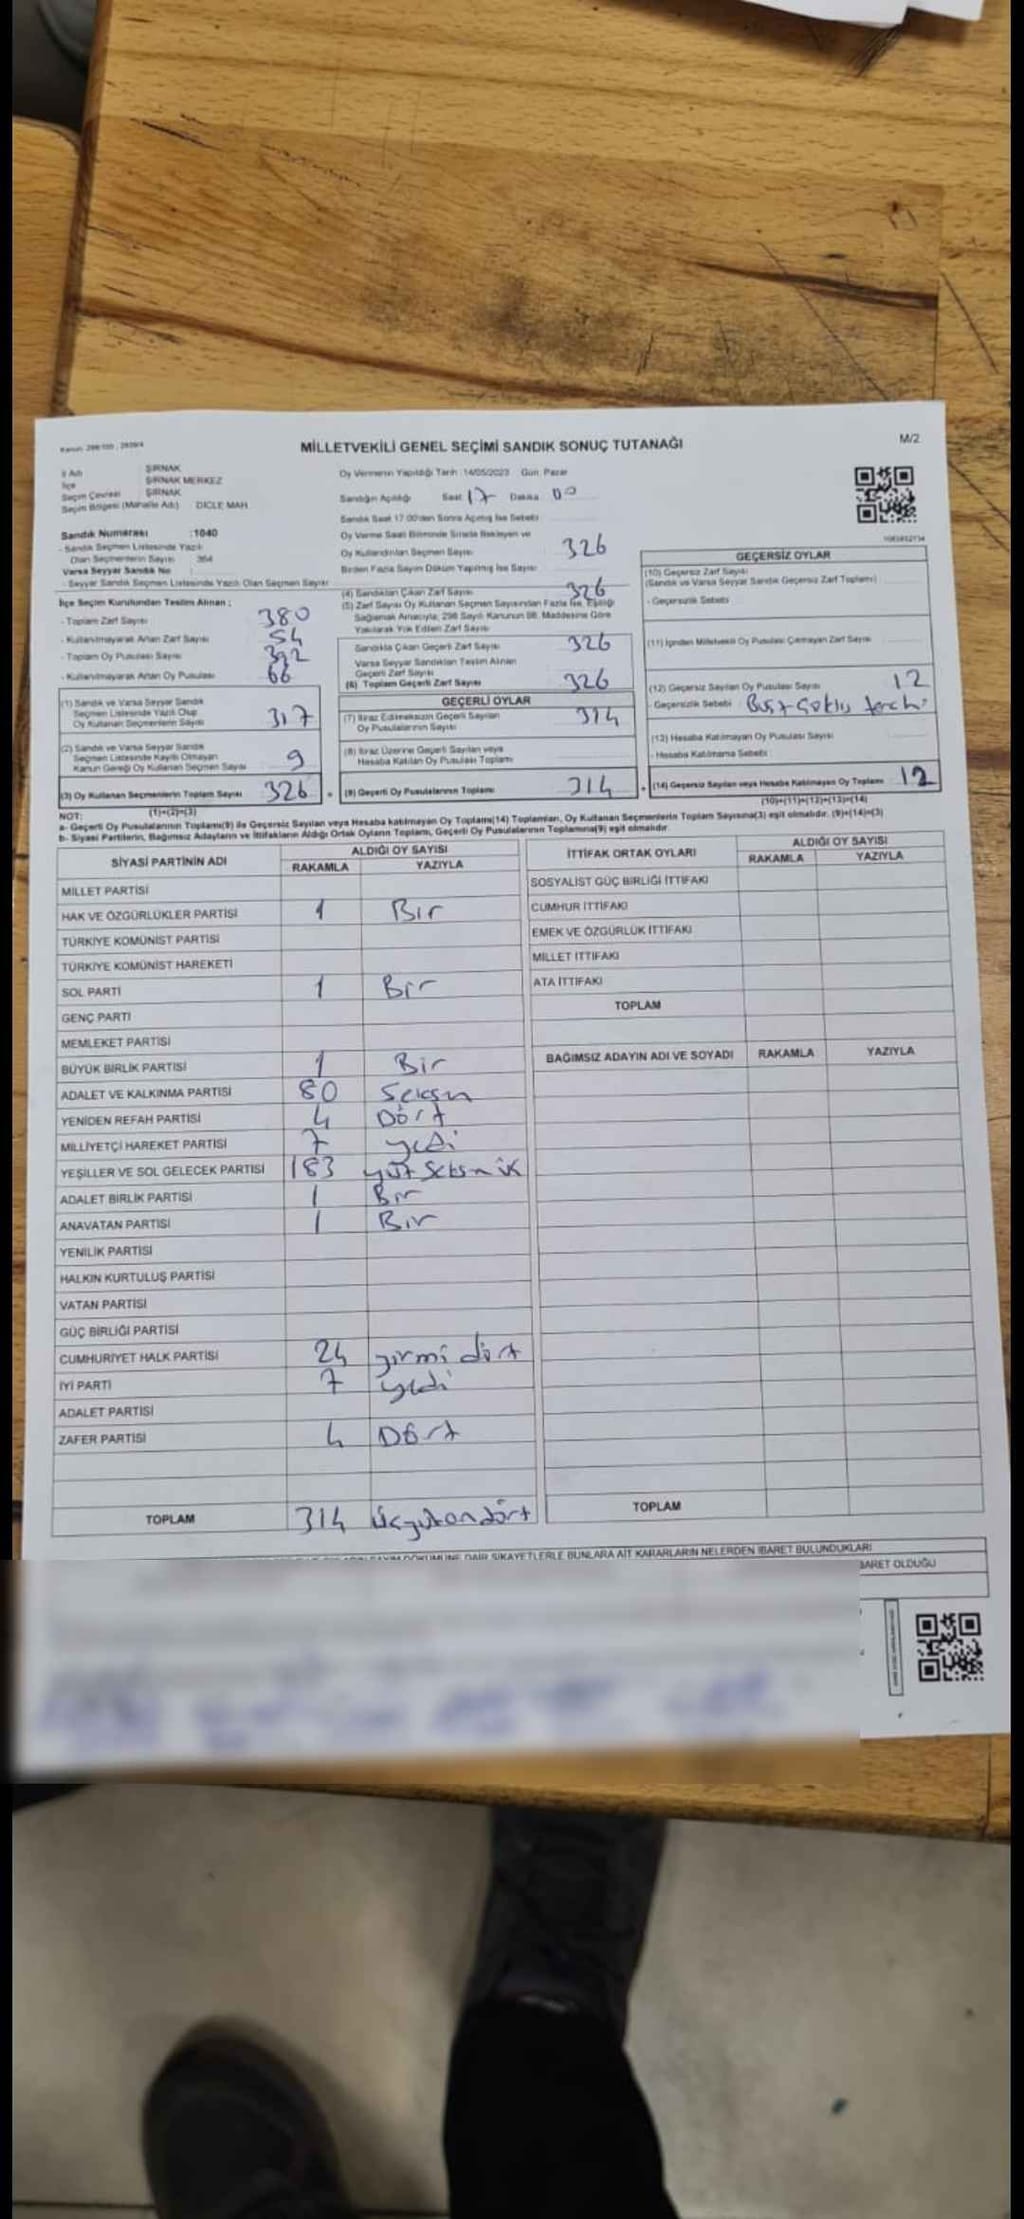 Kanun: 298/105 , 2839/4
MİLLETVEKİLİ GENEL SEÇİMİ SANDIK SONUÇ TUTANAĞI
M/2
İl Adı ŞIRNAK
İlçe ŞIRNAK MERKEZ
Seçim Çevresi ŞIRNAK
Seçim Bölgesi (Mahalle Adı) DİCLE MAH.
Sandık Numarası :1040
- Sandık Seçmen Listesinde Yazılı
Olan Seçmenlerin Sayısı 364
Varsa Seyyar Sandık No
- Seyyar Sandık Seçmen Listesinde Yazılı Olan Seçmen Sayısı
Oy Vermenin Yapıldığı Tarih :14/05/2023 Gün: Pazar
Sandığın Açıldığı Saat 17 Dakika 00
Sandık Saat 17.00'den Sonra Açılmış İse Sebebi
Oy Verme Saati Bitiminde Sırada Bekleyen ve
Oy Kullandırılan Seçmen Sayısı 326
Birden Fazla Sayım Döküm Yapılmış İse Sayısı
İlçe Seçim Kurulundan Teslim Alınan ;
- Toplam Zarf Sayısı 380
- Kullanılmayarak Artan Zarf Sayısı 54
- Toplam Oy Pusulası Sayısı 392
- Kullanılmayarak Artan Oy Pusulası 66
(1) Sandık ve Varsa Seyyar Sandık
Seçmen Listesinde Yazılı Olup
Oy Kullanan Seçmenlerin Sayısı 317
(2) Sandık ve Varsa Seyyar Sandık
Seçmen Listesinde Kayıtlı Olmayan
Kanun Gereği Oy Kullanan Seçmen Sayısı 9
(3) Oy Kullanan Seçmenlerin Toplam Sayısı 326
(1)+(2)=(3)
(4) Sandıktan Çıkan Zarf Sayısı 326
(5) Zarf Sayısı Oy Kullanan Seçmen Sayısından Fazla İse, Eşitliği
Sağlamak Amacıyla, 298 Sayılı Kanunun 98. Maddesine Göre
Yakılarak Yok Edilen Zarf Sayısı
Sandıkta Çıkan Geçerli Zarf Sayısı 326
Varsa Seyyar Sandıktan Teslim Alınan
Geçerli Zarf Sayısı
(6) Toplam Geçerli Zarf Sayısı 326
GEÇERLİ OYLAR
(7) İtiraz Edilmeksizin Geçerli Sayılan
Oy Pusulalarının Sayısı 314
(8) İtiraz Üzerine Geçerli Sayılan veya
Hesaba Katılan Oy Pusulası Toplamı
(9) Geçerli Oy Pusulalarının Toplamı 314
GEÇERSİZ OYLAR
(10) Geçersiz Zarf Sayısı
(Sandık ve Varsa Seyyar Sandık Geçersiz Zarf Toplamı)
- Geçersizlik Sebebi :
(11) İçinden Milletvekili Oy Pusulası Çıkmayan Zarf Sayısı
(12) Geçersiz Sayılan Oy Pusulası Sayısı 12
- Geçersizlik Sebebi :
(13) Hesaba Katılmayan Oy Pusulası Sayısı
- Hesaba Katılmama Sebebi :
(14) Geçersiz Sayılan veya Hesaba Katılmayan Oy Toplamı 12
(10)+(11)+(12)+(13)=(14)
NOT:
a- Geçerli Oy Pusulalarının Toplamı(9) ile Geçersiz Sayılan veya Hesaba katılmayan Oy Toplamı(14) Toplamları, Oy Kullanan Seçmenlerin Toplam Sayısına(3) eşit olmalıdır. (9)+(14)=(3)
b- Siyasi Partilerin, Bağımsız Adayların ve İttifakların Aldığı Ortak Oyların Toplamı, Geçerli Oy Pusulalarının Toplamına(9) eşit olmalıdır.
SİYASİ PARTİNİN ADI ALDIĞI OY SAYISI
RAKAMLA YAZIYLA
MİLLET PARTİSİ
HAK VE ÖZGÜRLÜKLER PARTİSİ 1 Bir
TÜRKİYE KOMÜNİST PARTİSİ
TÜRKİYE KOMÜNİST HAREKETİ
SOL PARTİ 1 Bir
GENÇ PARTİ
MEMLEKET PARTİSİ
BÜYÜK BİRLİK PARTİSİ 1 Bir
ADALET VE KALKINMA PARTİSİ 80 Seksen
YENİDEN REFAH PARTİSİ 4 Dört
MİLLİYETÇİ HAREKET PARTİSİ 7 yedi
YEŞİLLER VE SOL GELECEK PARTİSİ 183
ADALET BİRLİK PARTİSİ 1 Bir
ANAVATAN PARTİSİ 1 Bir
YENİLİK PARTİSİ
HALKIN KURTULUŞ PARTİSİ
VATAN PARTİSİ
GÜÇ BİRLİĞİ PARTİSİ
CUMHURİYET HALK PARTİSİ 24 yirmi dört
İYİ PARTİ 7 yedi
ADALET PARTİSİ
ZAFER PARTİSİ 4 Dört
TOPLAM 314 Üçyüzondört
İTTİFAK ORTAK OYLARI ALDIĞI OY SAYISI
RAKAMLA YAZIYLA
SOSYALİST GÜÇ BİRLİĞİ İTTİFAKI
CUMHUR İTTİFAKI
EMEK VE ÖZGÜRLÜK İTTİFAKI
MİLLET İTTİFAKI
ATA İTTİFAKI
TOPLAM
BAĞIMSIZ ADAYIN ADI VE SOYADI RAKAMLA YAZIYLA
TOPLAM
DÖKÜMÜNE DAİR ŞİKAYETLERLE BUNLARA AİT KARARLARIN NELERDEN İBARET BULUNDUKLARI
OLDUĞU